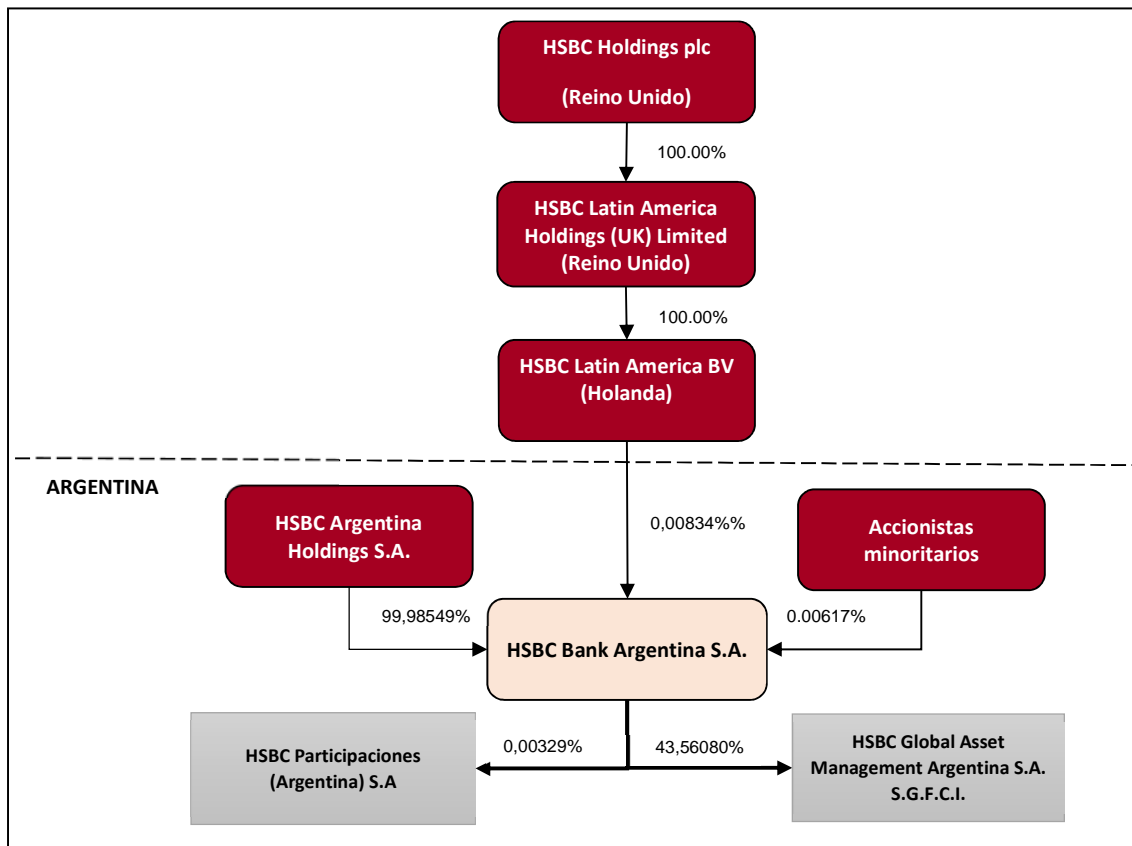 HSBC Holdings plc
(Reino Unido)
100.00%
HSBC Latin America
Holdings (UK) Limited
(Reino Unido)
100.00%
HSBC Latin America BV
(Holanda)
ARGENTINA
HSBC Argentina
Holdings S.A.
0,00834%%
Accionistas
minoritarios
99,98549%
0.00617%
HSBC Bank Argentina S.A.
HSBC Participaciones
(Argentina) S.A
0,00329%
43,56080%
HSBC Global Asset
Management Argentina S.A.
S.G.F.C.I.